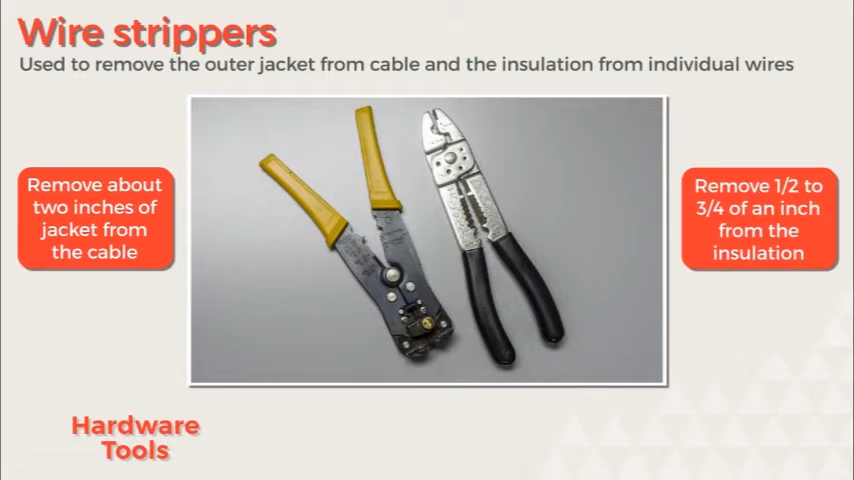 Wire strippers
Used to remove the outer jacket from cable and the insulation from individual wires
Remove about
two inches of
jacket from
the cable
Remove 1/2 to
3/4 of an inch
from the
insulation
Hardware
Tools